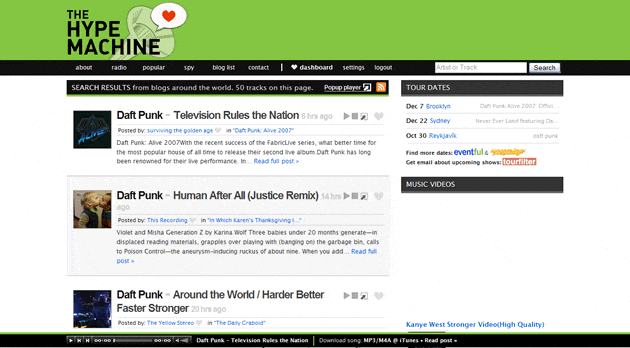 THE
HYPE
MACHINE
about radio popular spy blog list contact dashboard settings logout Artist or Track Search
SEARCH RESULTS from blogs around the world. 50 tracks on this page. Popup player
TOUR DATES
Daft Punk - Television Rules the Nation 6 hrs ago
Posted by: surviving the golden age in "Daft Punk: Alive 2007"
Daft Punk: Alive 2007With the recent success of the FabricLive series, what better time for
the most popular house of all time to release their second live album.Daft Punk has long
been renowned for their live performance. In... Read full post »
Dec 7 Brooklyn Daft Punk: Alive 2007: Offici...
Dec 22 Sydney Never Ever Land featuring Da...
Oct 30 Reykjavík daft punk
Find more dates: eventful &
Get email about upcoming shows: tourfilter
MUSIC VIDEOS
Daft Punk - Human After All (Justice Remix) 14 hrs
ago
Posted by: This Recording in "In Which Karen's Thanksgiving I..."
Violet and Misha Generation Z by Karina Wolf Three babies under 20 months generate—in
displaced reading materials, grapples over playing with (banging on) the garbage bin, calls
to Poison Control—the aneurysm-inducing ruckus of about nine. When you add... Read full
post »
Daft Punk - Around the World / Harder Better
Faster Stronger 20 hrs ago
Posted by: The Yellow Stereo in "The Daily Graboid"
Kanye West Stronger Video(High Quality)
00:00 00:00 Daft Punk - Television Rules the Nation Download song: MP3/M4A @ iTunes • Read post »